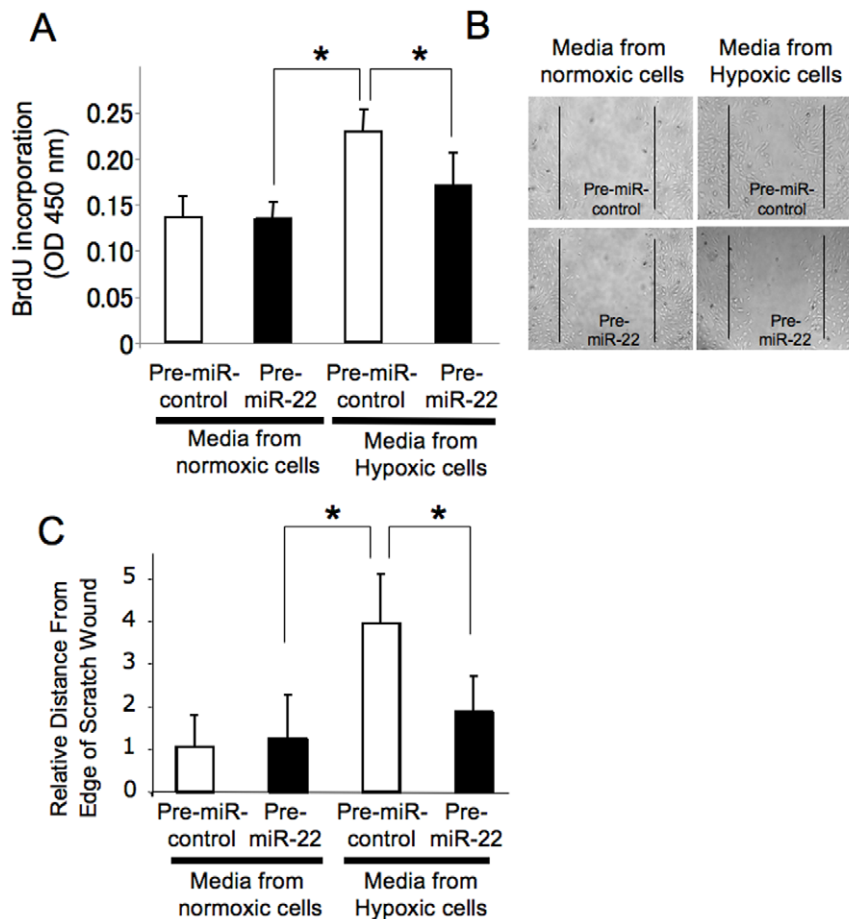 A
* *
BrdU incorporation
(OD 450 nm)
0.25
0.20
0.15
0.10
0.05
0
Pre-miR-
control
Pre-
miR-22
Pre-miR-
control
Pre-
miR-22
Media from
normoxic cells
Media from
Hypoxic cells
B
Media from
normoxic cells
Media from
Hypoxic cells
Pre-miR-
control
Pre-miR-
control
Pre-
miR-22
Pre-
miR-22
C
* *
Relative Distance From
Edge of Scratch Wound
5
4
3
2
1
0
Pre-miR-
control
Pre-
miR-22
Pre-miR-
control
Pre-
miR-22
Media from
normoxic cells
Media from
Hypoxic cells